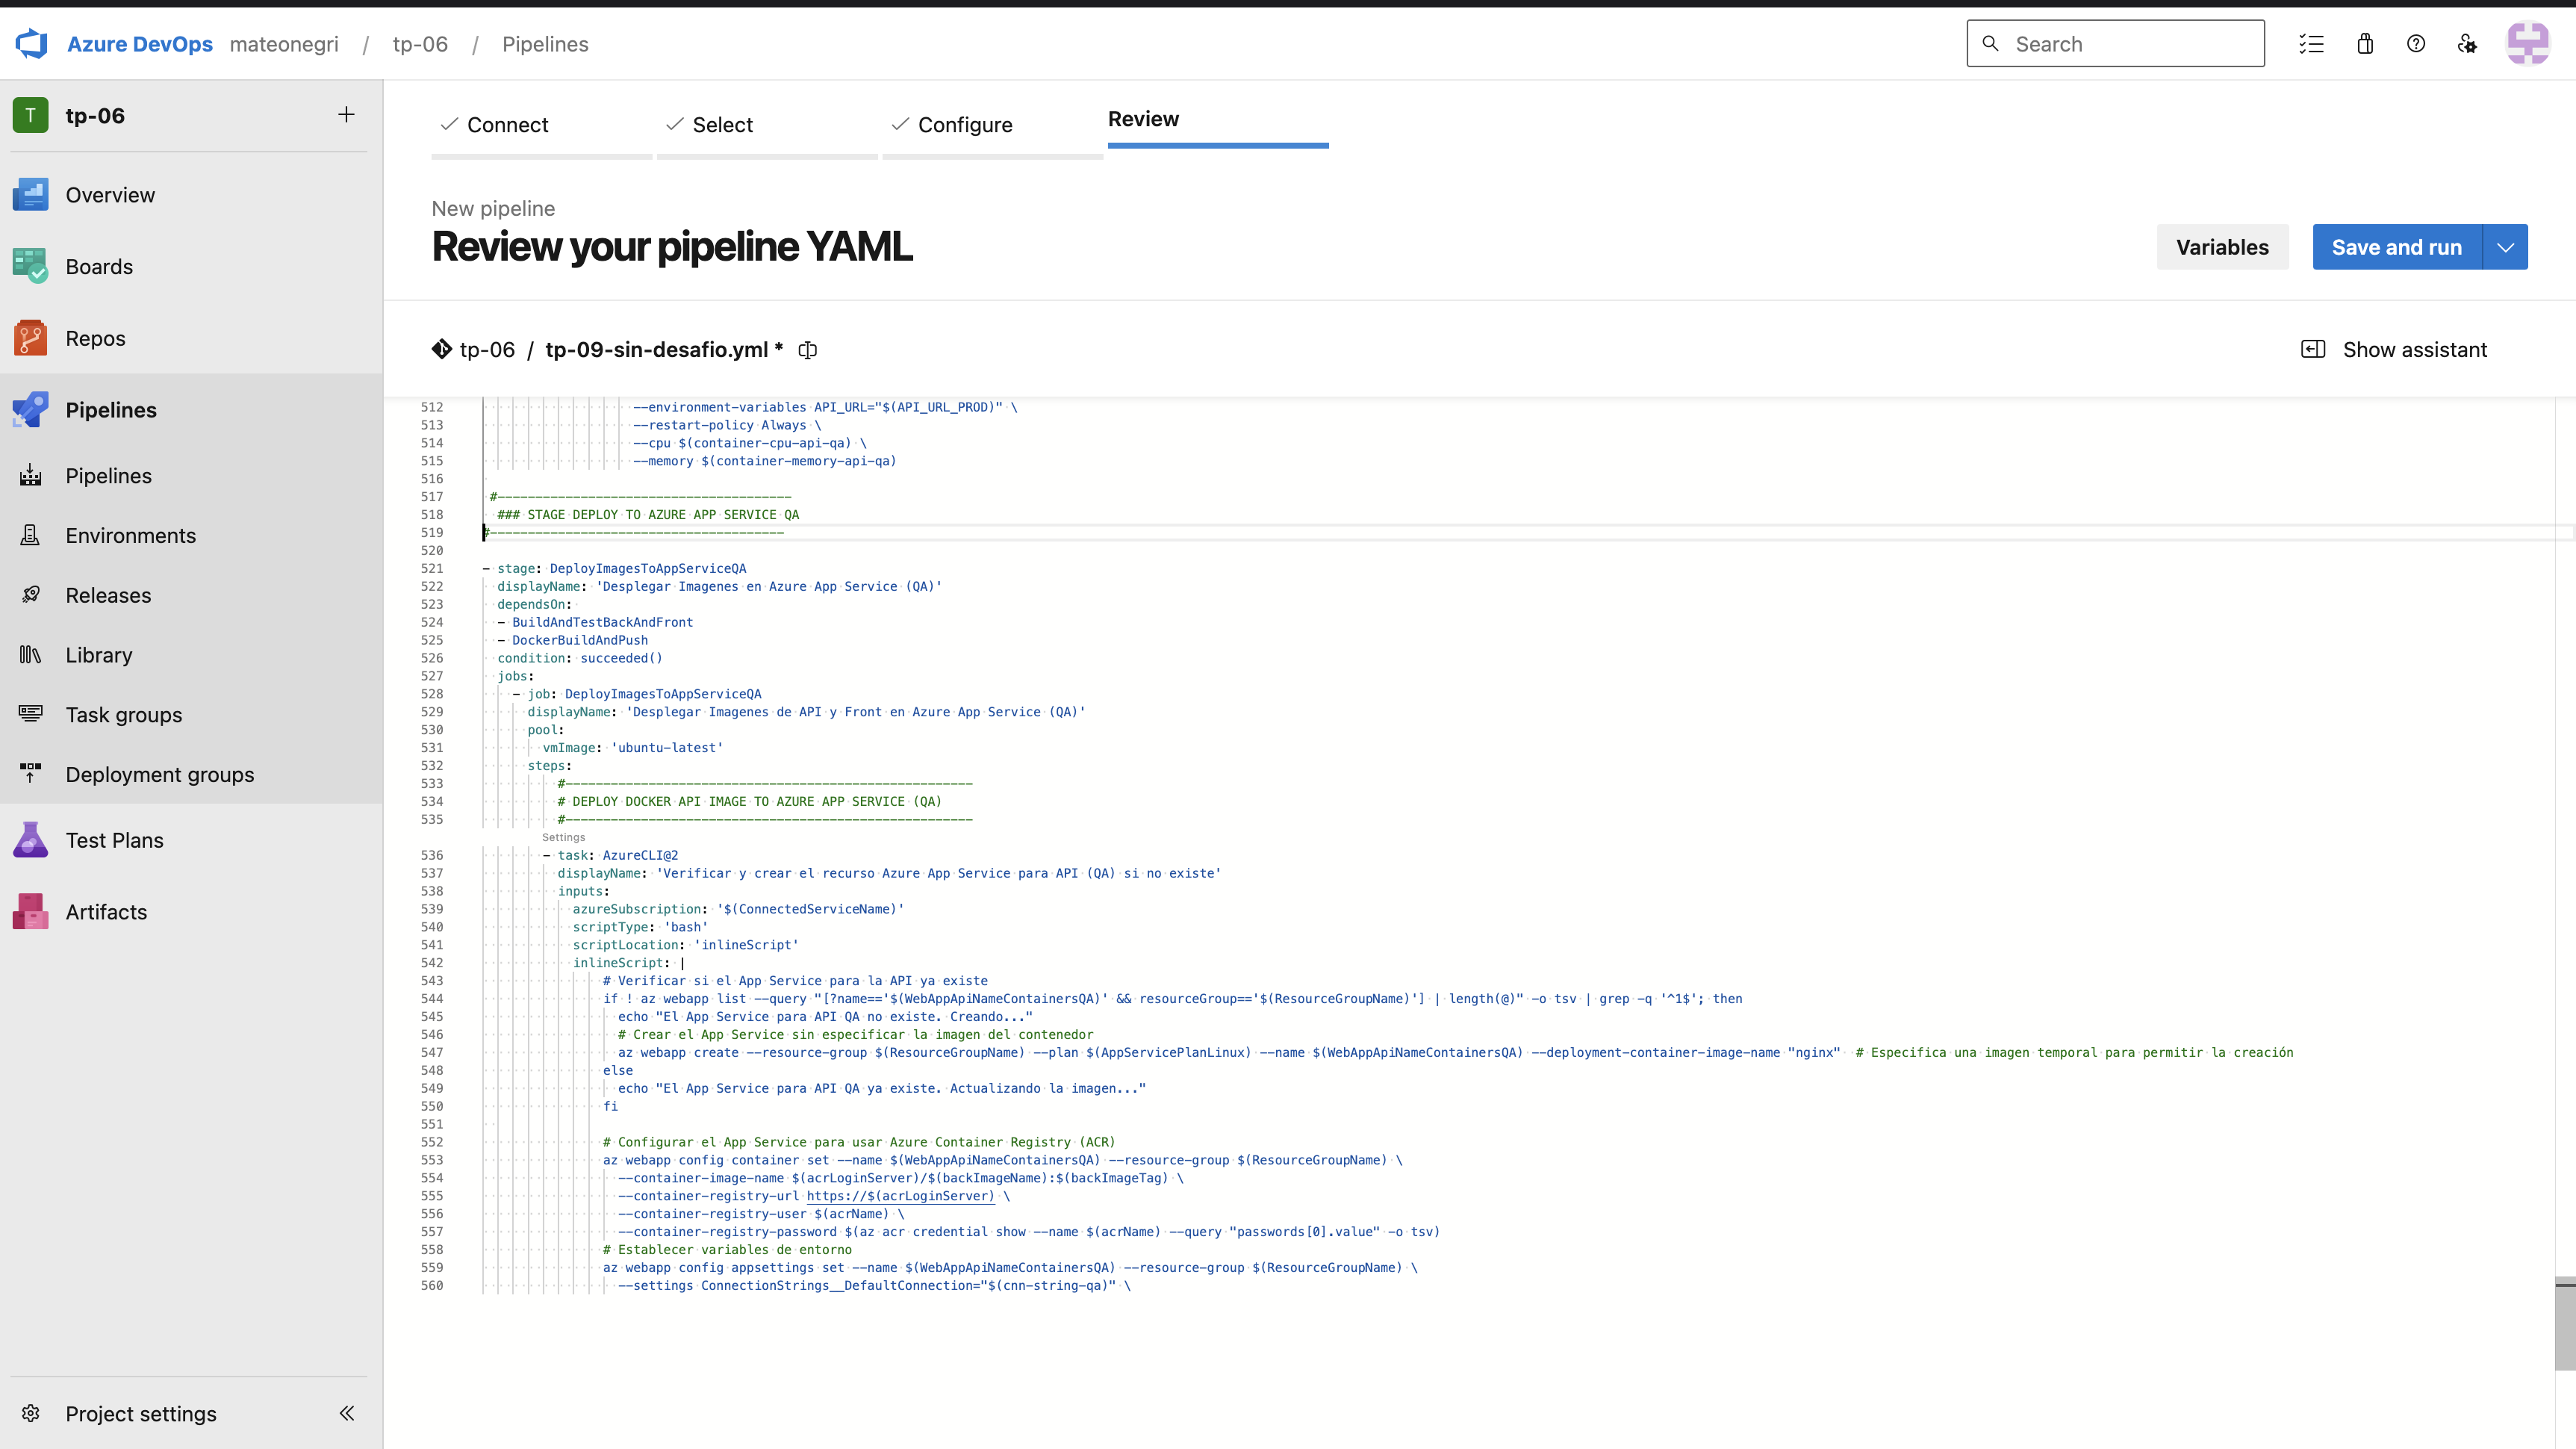 Azure DevOps mateonegri / tp-06 / Pipelines
Search
T tp-06
Overview
Boards
Repos
Pipelines
Pipelines
Environments
Releases
Library
Task groups
Deployment groups
Test Plans
Artifacts
Project settings
Connect
Select
Configure
Review
New pipeline
Review your pipeline YAML
Variables
Save and run
tp-06 / tp-09-sin-desafio.yml *
Show assistant
512 --environment-variables API_URL="$(API_URL_PROD)" \
513 --restart-policy Always \
514 --cpu $(container-cpu-api-qa) \
515 --memory $(container-memory-api-qa)
516
517 #---------------------------------------
518 ### STAGE DEPLOY TO AZURE APP SERVICE QA
519 #---------------------------------------
520
521 - stage: DeployImagesToAppServiceQA
522 displayName: 'Desplegar Imagenes en Azure App Service (QA)'
523 dependsOn:
524 - BuildAndTestBackAndFront
525 - DockerBuildAndPush
526 condition: succeeded()
527 jobs:
528 - job: DeployImagesToAppServiceQA
529 displayName: 'Desplegar Imagenes de API y Front en Azure App Service (QA)'
530 pool:
531 vmImage: 'ubuntu-latest'
532 steps:
533 #------------------------------------------------------
534 # DEPLOY DOCKER API IMAGE TO AZURE APP SERVICE (QA)
535 #------------------------------------------------------
Settings
536 - task: AzureCLI@2
537 displayName: 'Verificar y crear el recurso Azure App Service para API (QA) si no existe'
538 inputs:
539 azureSubscription: '$(ConnectedServiceName)'
540 scriptType: 'bash'
541 scriptLocation: 'inlineScript'
542 inlineScript: |
543 # Verificar si el App Service para la API ya existe
544 if ! az webapp list --query "[?name=='$(WebAppApiNameContainersQA)' && resourceGroup=='$(ResourceGroupName)'] | length(@)" -o tsv | grep -q '^1$'; then
545 echo "El App Service para API QA no existe. Creando..."
546 # Crear el App Service sin especificar la imagen del contenedor
547 az webapp create --resource-group $(ResourceGroupName) --plan $(AppServicePlanLinux) --name $(WebAppApiNameContainersQA) --deployment-container-image-name "nginx" # Especifica una imagen temporal para permitir la creación
548 else
549 echo "El App Service para API QA ya existe. Actualizando la imagen..."
550 fi
551
552 # Configurar el App Service para usar Azure Container Registry (ACR)
553 az webapp config container set --name $(WebAppApiNameContainersQA) --resource-group $(ResourceGroupName) \
554 --container-image-name $(acrLoginServer)/$(backImageName):$(backImageTag) \
555 --container-registry-url https://$(acrLoginServer) \
556 --container-registry-user $(acrName) \
557 --container-registry-password $(az acr credential show --name $(acrName) --query "passwords[0].value" -o tsv)
558 # Establecer variables de entorno
559 az webapp config appsettings set --name $(WebAppApiNameContainersQA) --resource-group $(ResourceGroupName) \
560 --settings ConnectionStrings__DefaultConnection="$(cnn-string-qa)" \